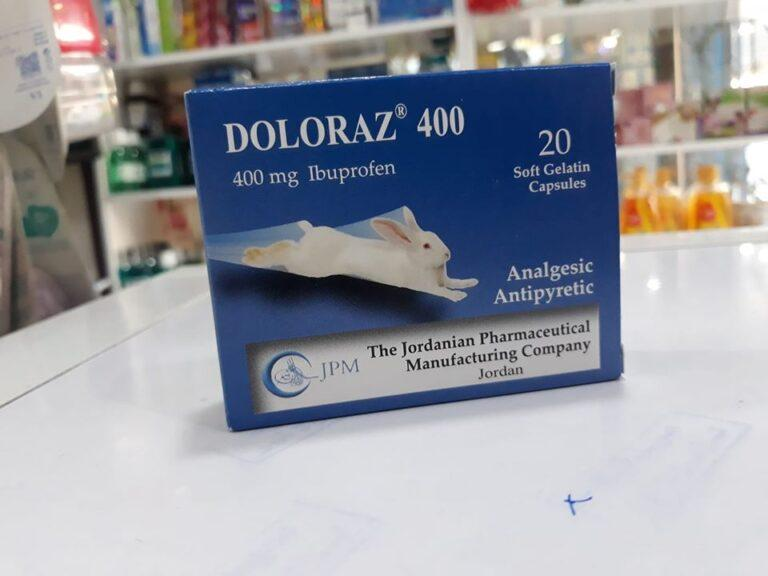 DOLORAZ® 400
400 mg Ibuprofen
20
Soft Gelatin
Capsules
Analgesic
Antipyretic
JPM
The Jordanian Pharmaceutical
Manufacturing Company
Jordan